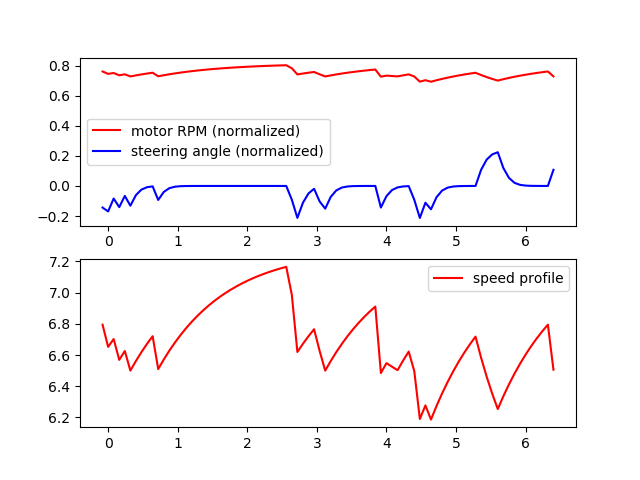 0.8
0.6
0.4
0.2
0.0
−0.2
motor RPM (normalized)
steering angle (normalized)
0 1 2 3 4 5 6
7.2
7.0
6.8
6.6
6.4
6.2
speed profile
0 1 2 3 4 5 6